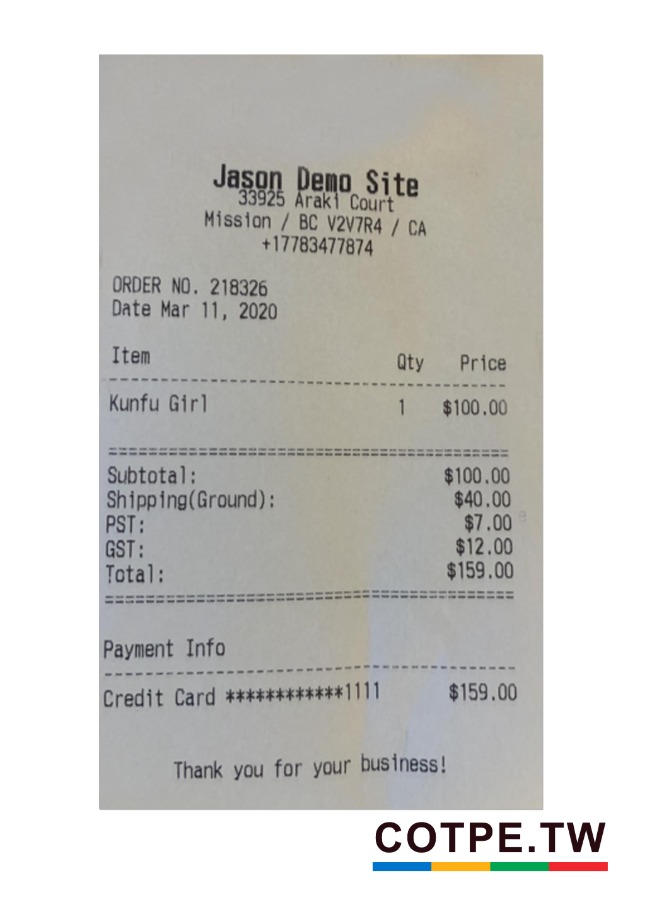 Jason Demo Site
33925 Araki Court
Mission / BC V2V7R4 / CA
+17783477874
ORDER NO. 218326
Date Mar 11, 2020
Item Qty Price
--------------------------------------------
Kunfu Girl 1 $100.00
============================================
Subtotal: $100.00
Shipping(Ground): $40.00
PST: $7.00
GST: $12.00
Total: $159.00
============================================
Payment Info
--------------------------------------------
Credit Card ************1111 $159.00
Thank you for your business!
COTPE.TW